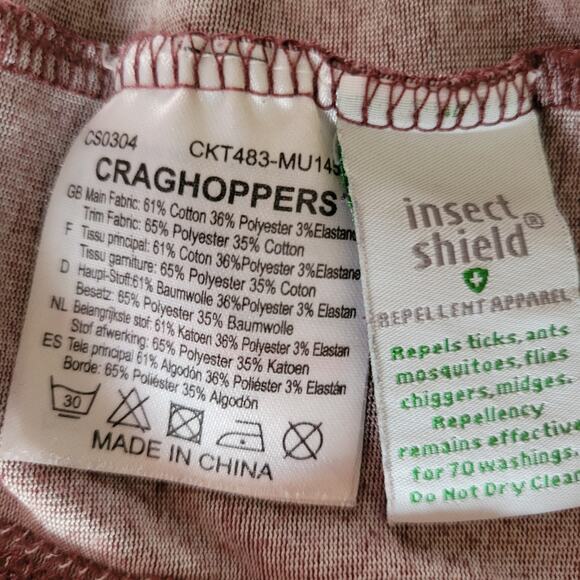 CS0304
CKT483-MU14
CRAGHOPPERS
GB Main Fabric: 61% Cotton 36% Polyester 3%Elastane
Trim Fabric: 65% Polyester 35% Cotton
F Tissu principal: 61% Coton 36%Polyester 3%Elastane
Tissu garniture: 65% Polyester 35% Coton
D Haupt-Stoff:61% Baumwolle 36%Polyester 3% Elastan
Besatz: 65% Polyester 35% Baumwolle
NL Belangrijkste stof: 61% Katoen 36% Polyester 3% Elastan
Stof afwerking: 65% Polyester 35% Katoen
ES Tela principal 61% Algodón 36% Poliéster 3% Elastán
Borde: 65% Poliéster 35% Algodón
30
MADE IN CHINA
insect
shield®
REPELLENT APPAREL
Repels ticks, ants
mosquitoes, flies
chiggers, midges.
Repellency
remains effective
for 70 washings.
Do Not Dry Clean